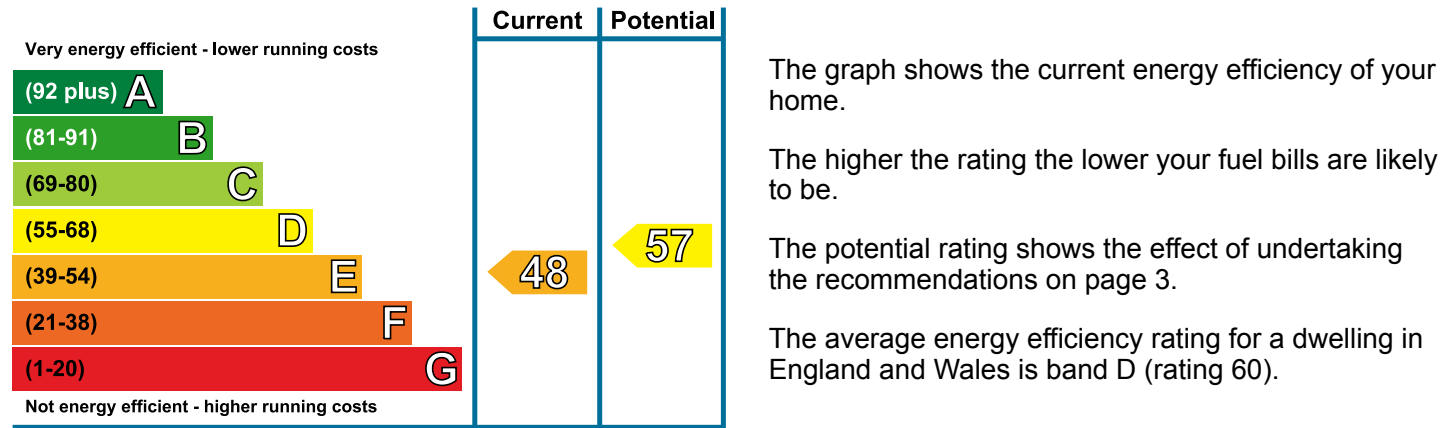 Current Potential
Very energy efficient - lower running costs
(92 plus) A
(81-91) B
(69-80) C
(55-68) D
(39-54) E
(21-38) F
(1-20) G
48
57
Not energy efficient - higher running costs
The graph shows the current energy efficiency of your
home.
The higher the rating the lower your fuel bills are likely
to be.
The potential rating shows the effect of undertaking
the recommendations on page 3.
The average energy efficiency rating for a dwelling in
England and Wales is band D (rating 60).